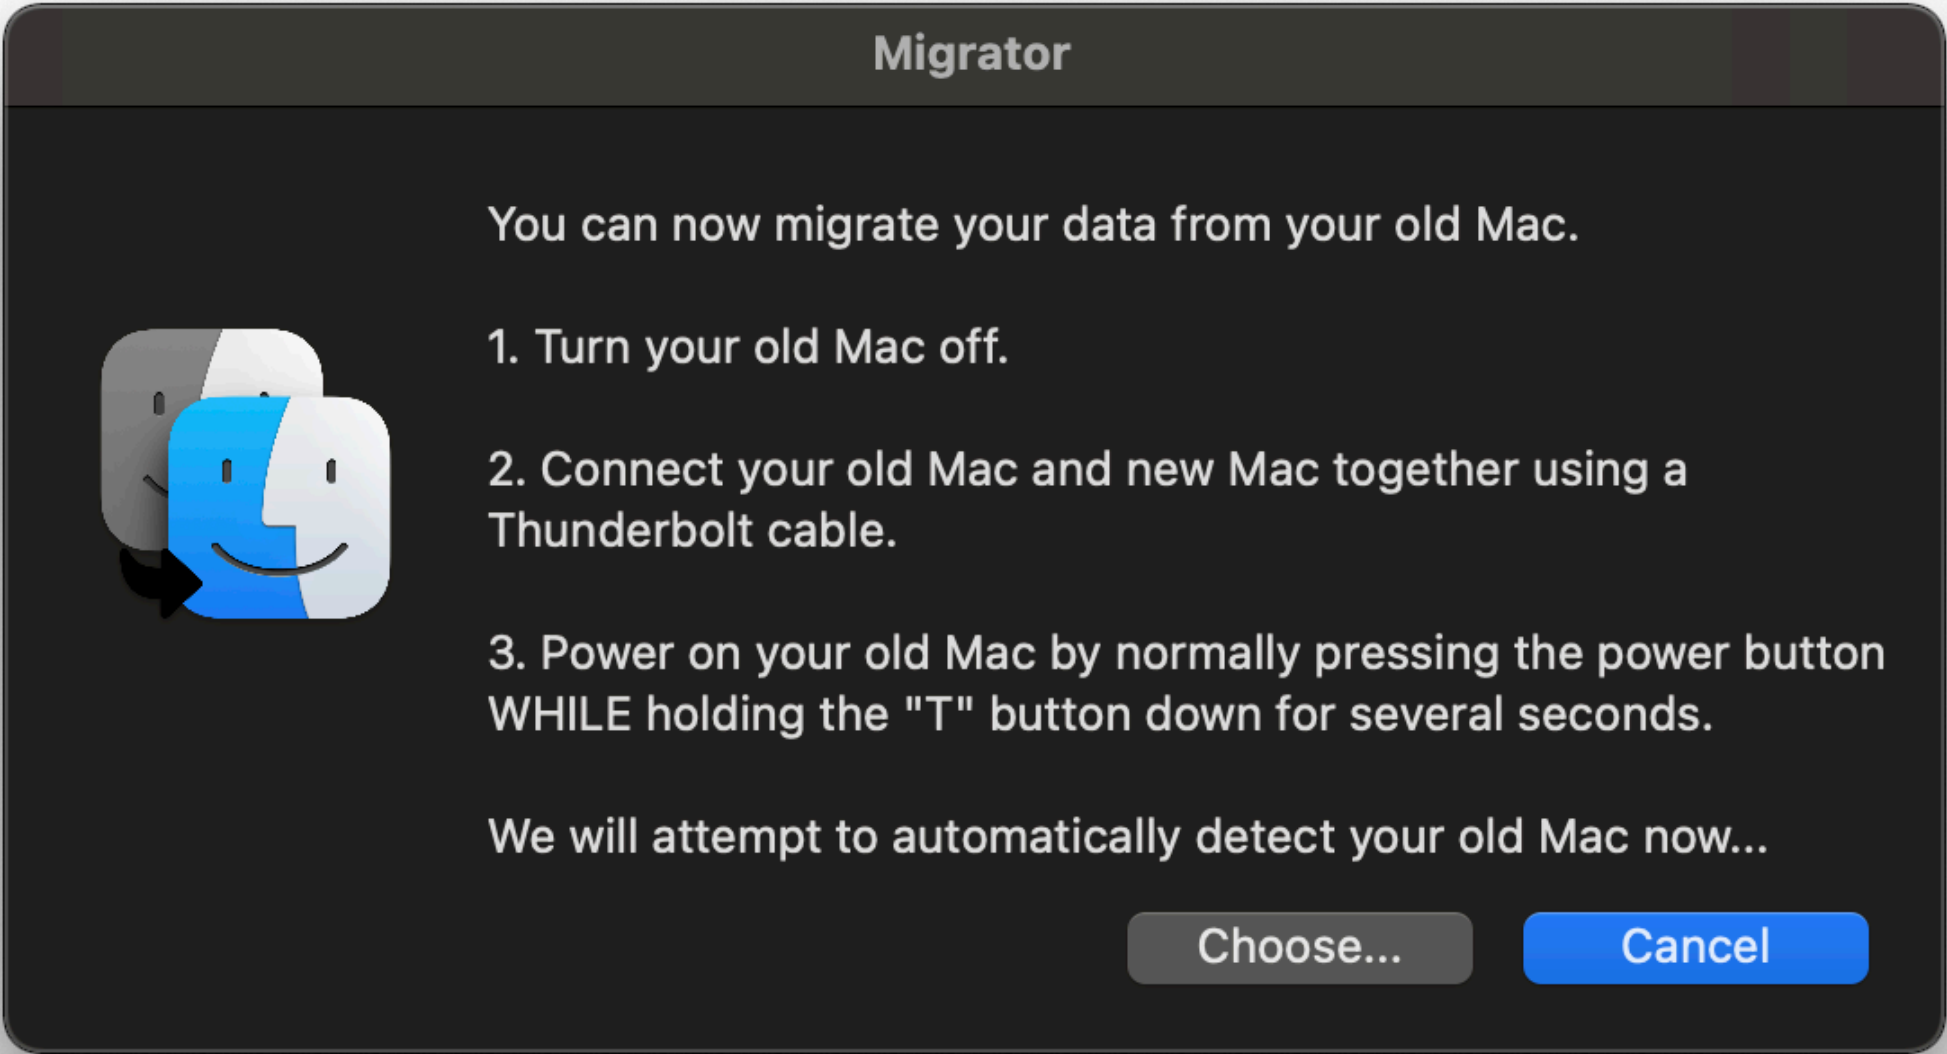 Migrator
You can now migrate your data from your old Mac.
1. Turn your old Mac off.
2. Connect your old Mac and new Mac together using a
Thunderbolt cable.
3. Power on your old Mac by normally pressing the power button
WHILE holding the "T" button down for several seconds.
We will attempt to automatically detect your old Mac now...
Choose...
Cancel